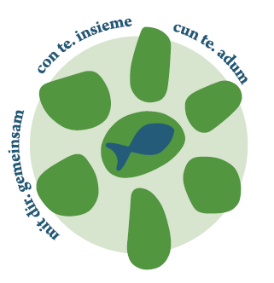 mit dir. gemeinsam
con te. insieme
cun te. adum